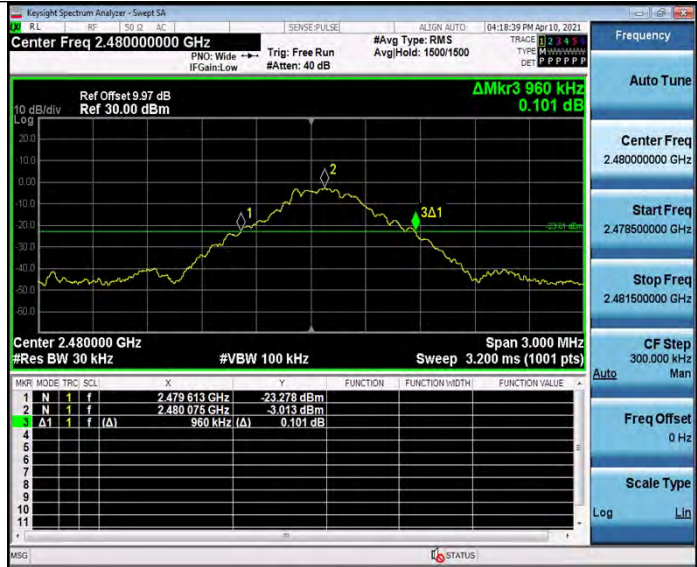 Keysight Spectrum Analyzer - Swept SA
RL RF 50 Ω AC SENSE:PULSE ALIGN AUTO 04:18:39 PM Apr 10, 2021
Center Freq 2.480000000 GHz
PNO: Wide
IFGain:Low
Trig: Free Run
#Atten: 40 dB
#Avg Type: RMS
Avg|Hold: 1500/1500
TRACE 1 2 3 4 5 6
TYPE M
DET P P P P P P
Ref Offset 9.97 dB
Ref 30.00 dBm
10 dB/div
Log
ΔMkr3 960 kHz
0.101 dB
20.0
10.0
0.00
-10.0
-20.0
-30.0
-40.0
-50.0
-60.0
1
2
3Δ1
-23.01 dBm
Center 2.480000 GHz Span 3.000 MHz
#Res BW 30 kHz #VBW 100 kHz Sweep 3.200 ms (1001 pts)
MKR MODE TRC SCL X Y FUNCTION FUNCTION WIDTH FUNCTION VALUE
1 N 1 f 2.479 613 GHz -23.278 dBm
2 N 1 f 2.480 075 GHz -3.013 dBm
3 Δ1 1 f (Δ) 960 kHz (Δ) 0.101 dB
4
5
6
7
8
9
10
11
MSG STATUS
Frequency
Auto Tune
Center Freq
2.480000000 GHz
Start Freq
2.478500000 GHz
Stop Freq
2.481500000 GHz
CF Step
300.000 kHz
Auto Man
Freq Offset
0 Hz
Scale Type
Log Lin